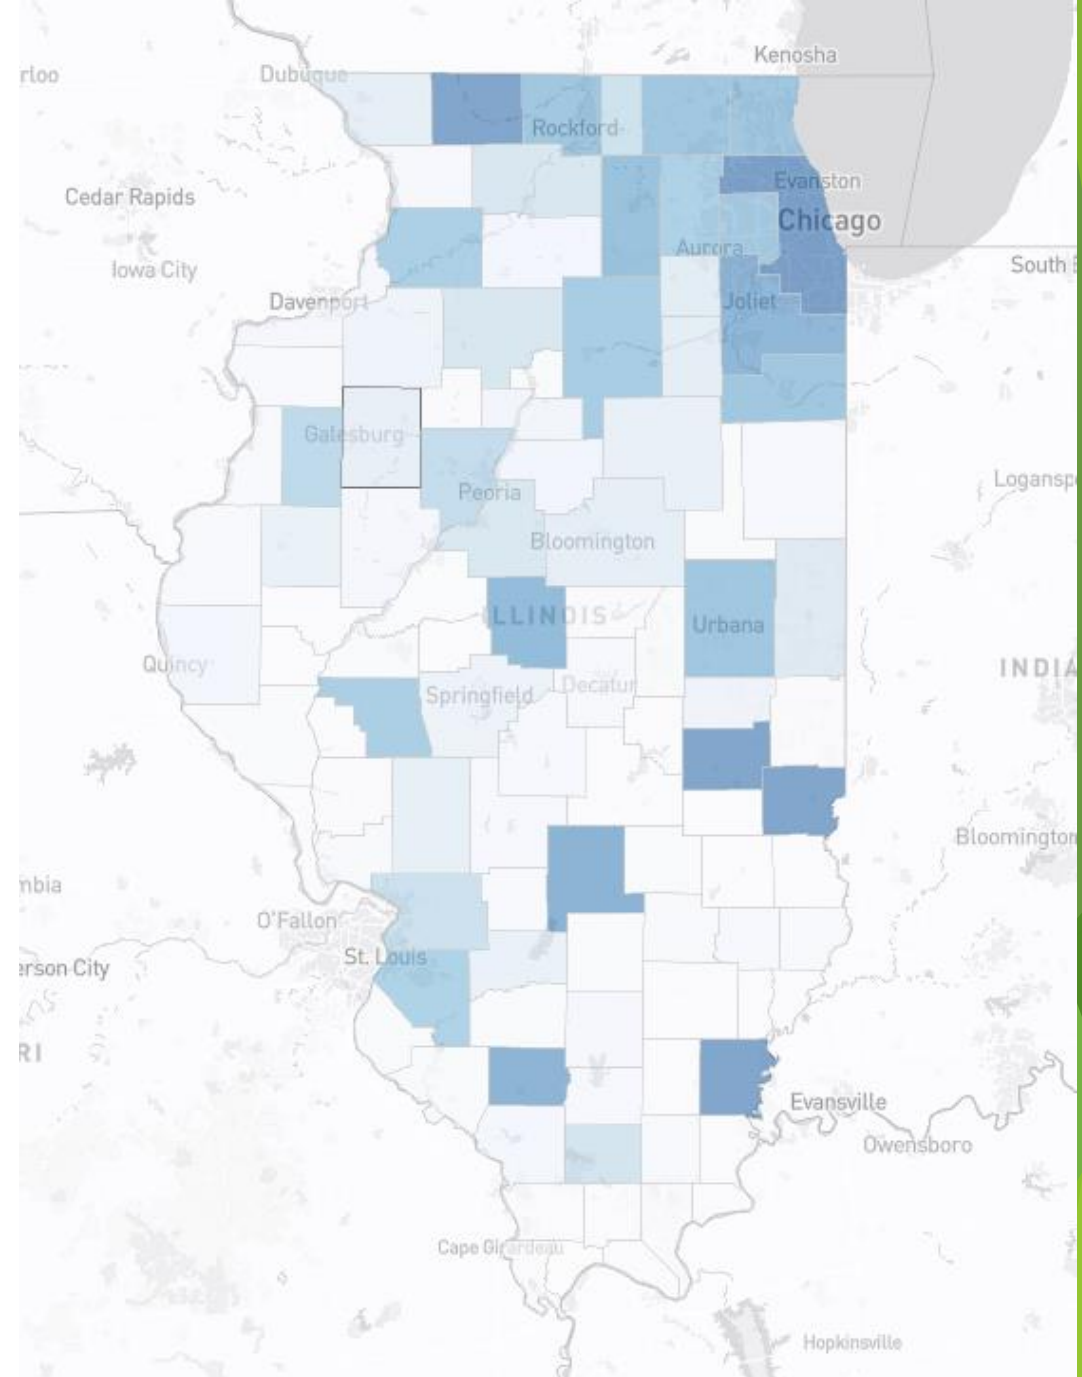 Kenosha
rloo
Dubuque
Rockford
Evanston
Cedar Rapids
Chicago
Aurora
Iowa City
South
Davenport
Joliet
Galesburg
Logansp
Peoria
Bloomington
ILLINOIS
Urbana
Quincy
INDIA
Decatur
Springfield
Bloomington
mbia
O'Fallon
St. Louis
erson City
RI
Evansville
Owensboro
Cape Girardeau
Hopkinsville